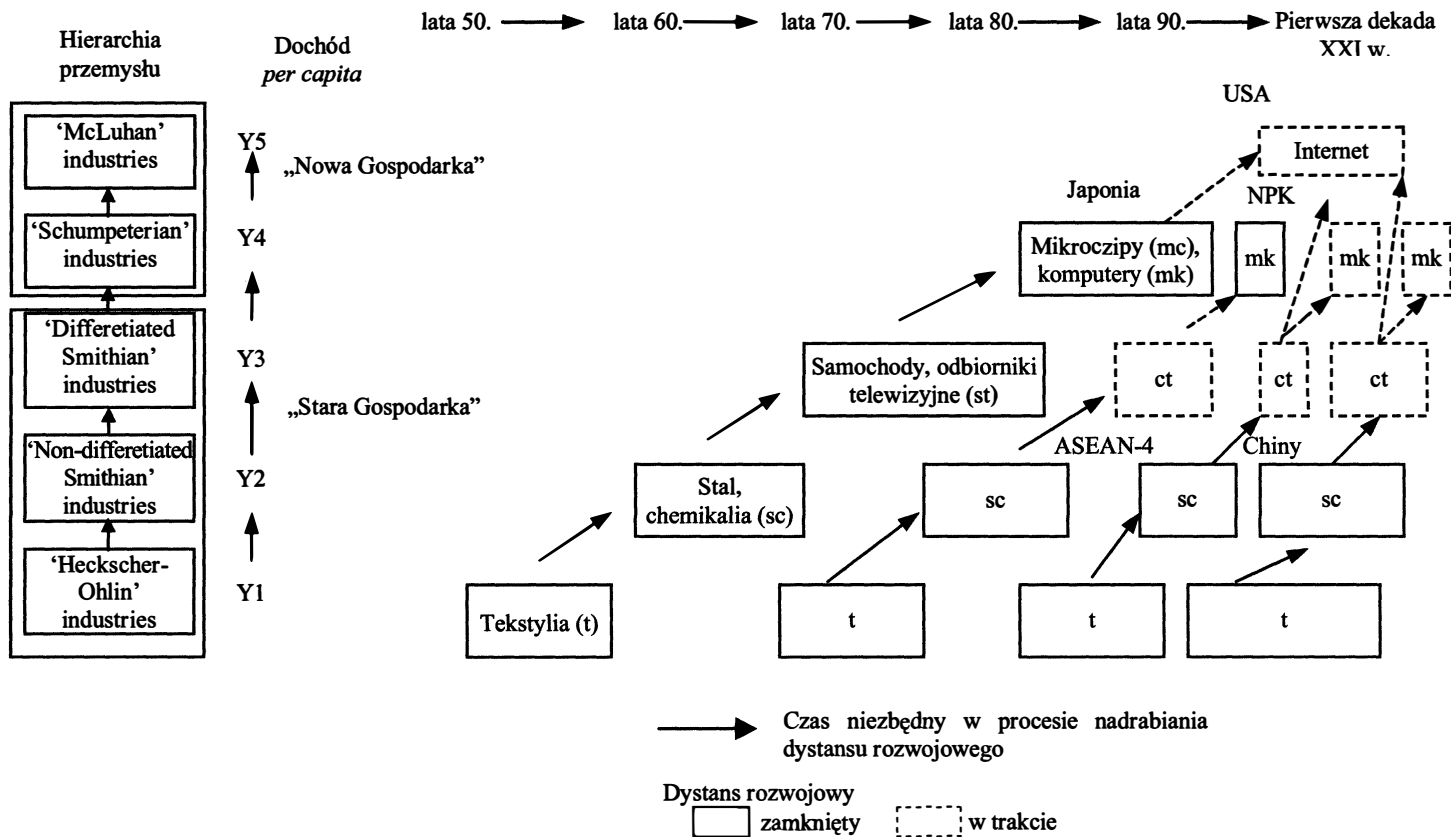 lata 50.
lata 60.
lata 70.
lata 80.
lata 90.
Pierwsza dekada
XXI w.
Hierarchia
przemysłu
Dochód
per capita
‘McLuhan’
industries
‘Schumpeterian’
industries
‘Differetiated
Smithian’
industries
‘Non-differetiated
Smithian’
industries
‘Heckscher-
Ohlin’
industries
Y5
Y4
Y3
Y2
Y1
„Nowa Gospodarka”
„Stara Gospodarka”
USA
Internet
Japonia
NPK
Mikroczipy (mc),
komputery (mk)
mk
mk
mk
Samochody, odbiorniki
telewizyjne (st)
ct
ct
ct
ASEAN-4
Chiny
Stal,
chemikalia (sc)
sc
sc
sc
Tekstylia (t)
t
t
t
Czas niezbędny w procesie nadrabiania
dystansu rozwojowego
Dystans rozwojowy
zamknięty
w trakcie